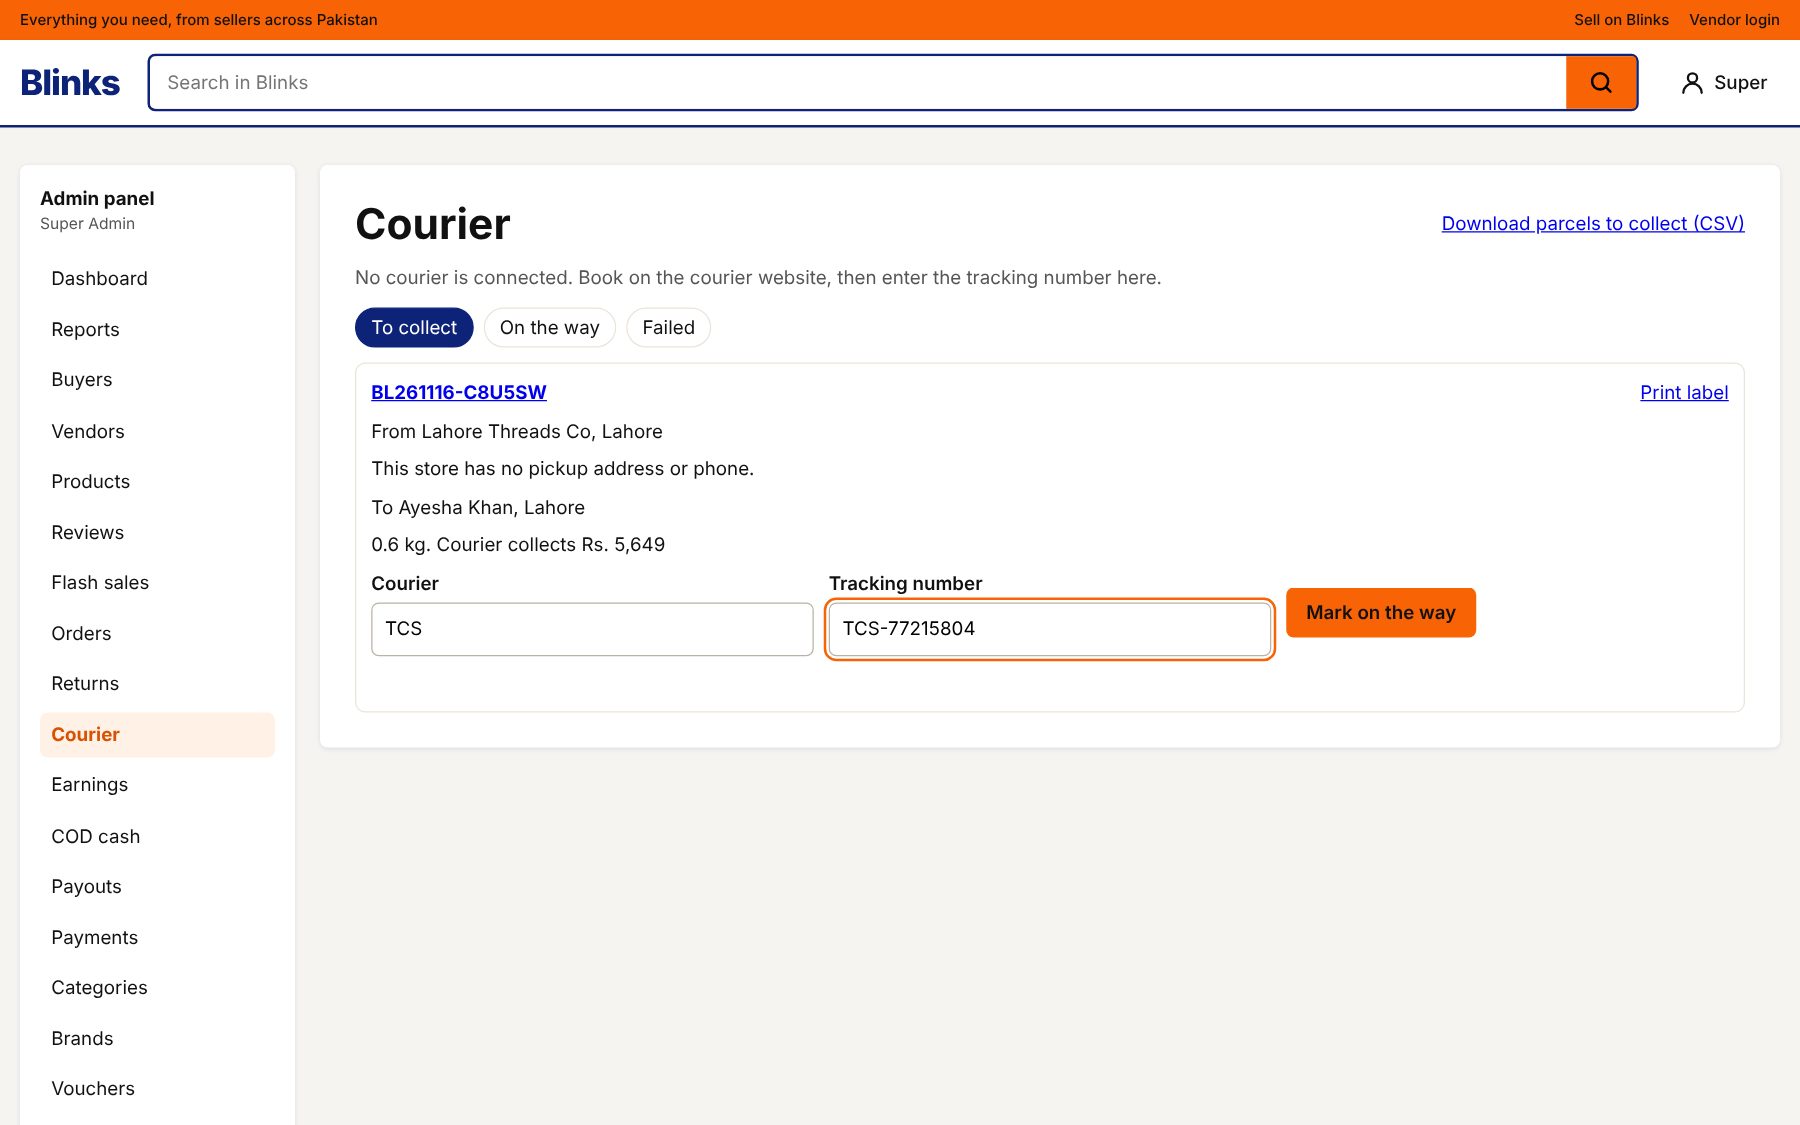 Everything you need, from sellers across Pakistan
Sell on Blinks
Vendor login
Blinks
Search in Blinks
Super
Admin panel
Super Admin
Dashboard
Reports
Buyers
Vendors
Products
Reviews
Flash sales
Orders
Returns
Courier
Earnings
COD cash
Payouts
Payments
Categories
Brands
Vouchers
Courier
Download parcels to collect (CSV)
No courier is connected. Book on the courier website, then enter the tracking number here.
To collect
On the way
Failed
BL261116-C8U5SW
Print label
From Lahore Threads Co, Lahore
This store has no pickup address or phone.
To Ayesha Khan, Lahore
0.6 kg. Courier collects Rs. 5,649
Courier
Tracking number
TCS
TCS-77215804
Mark on the way